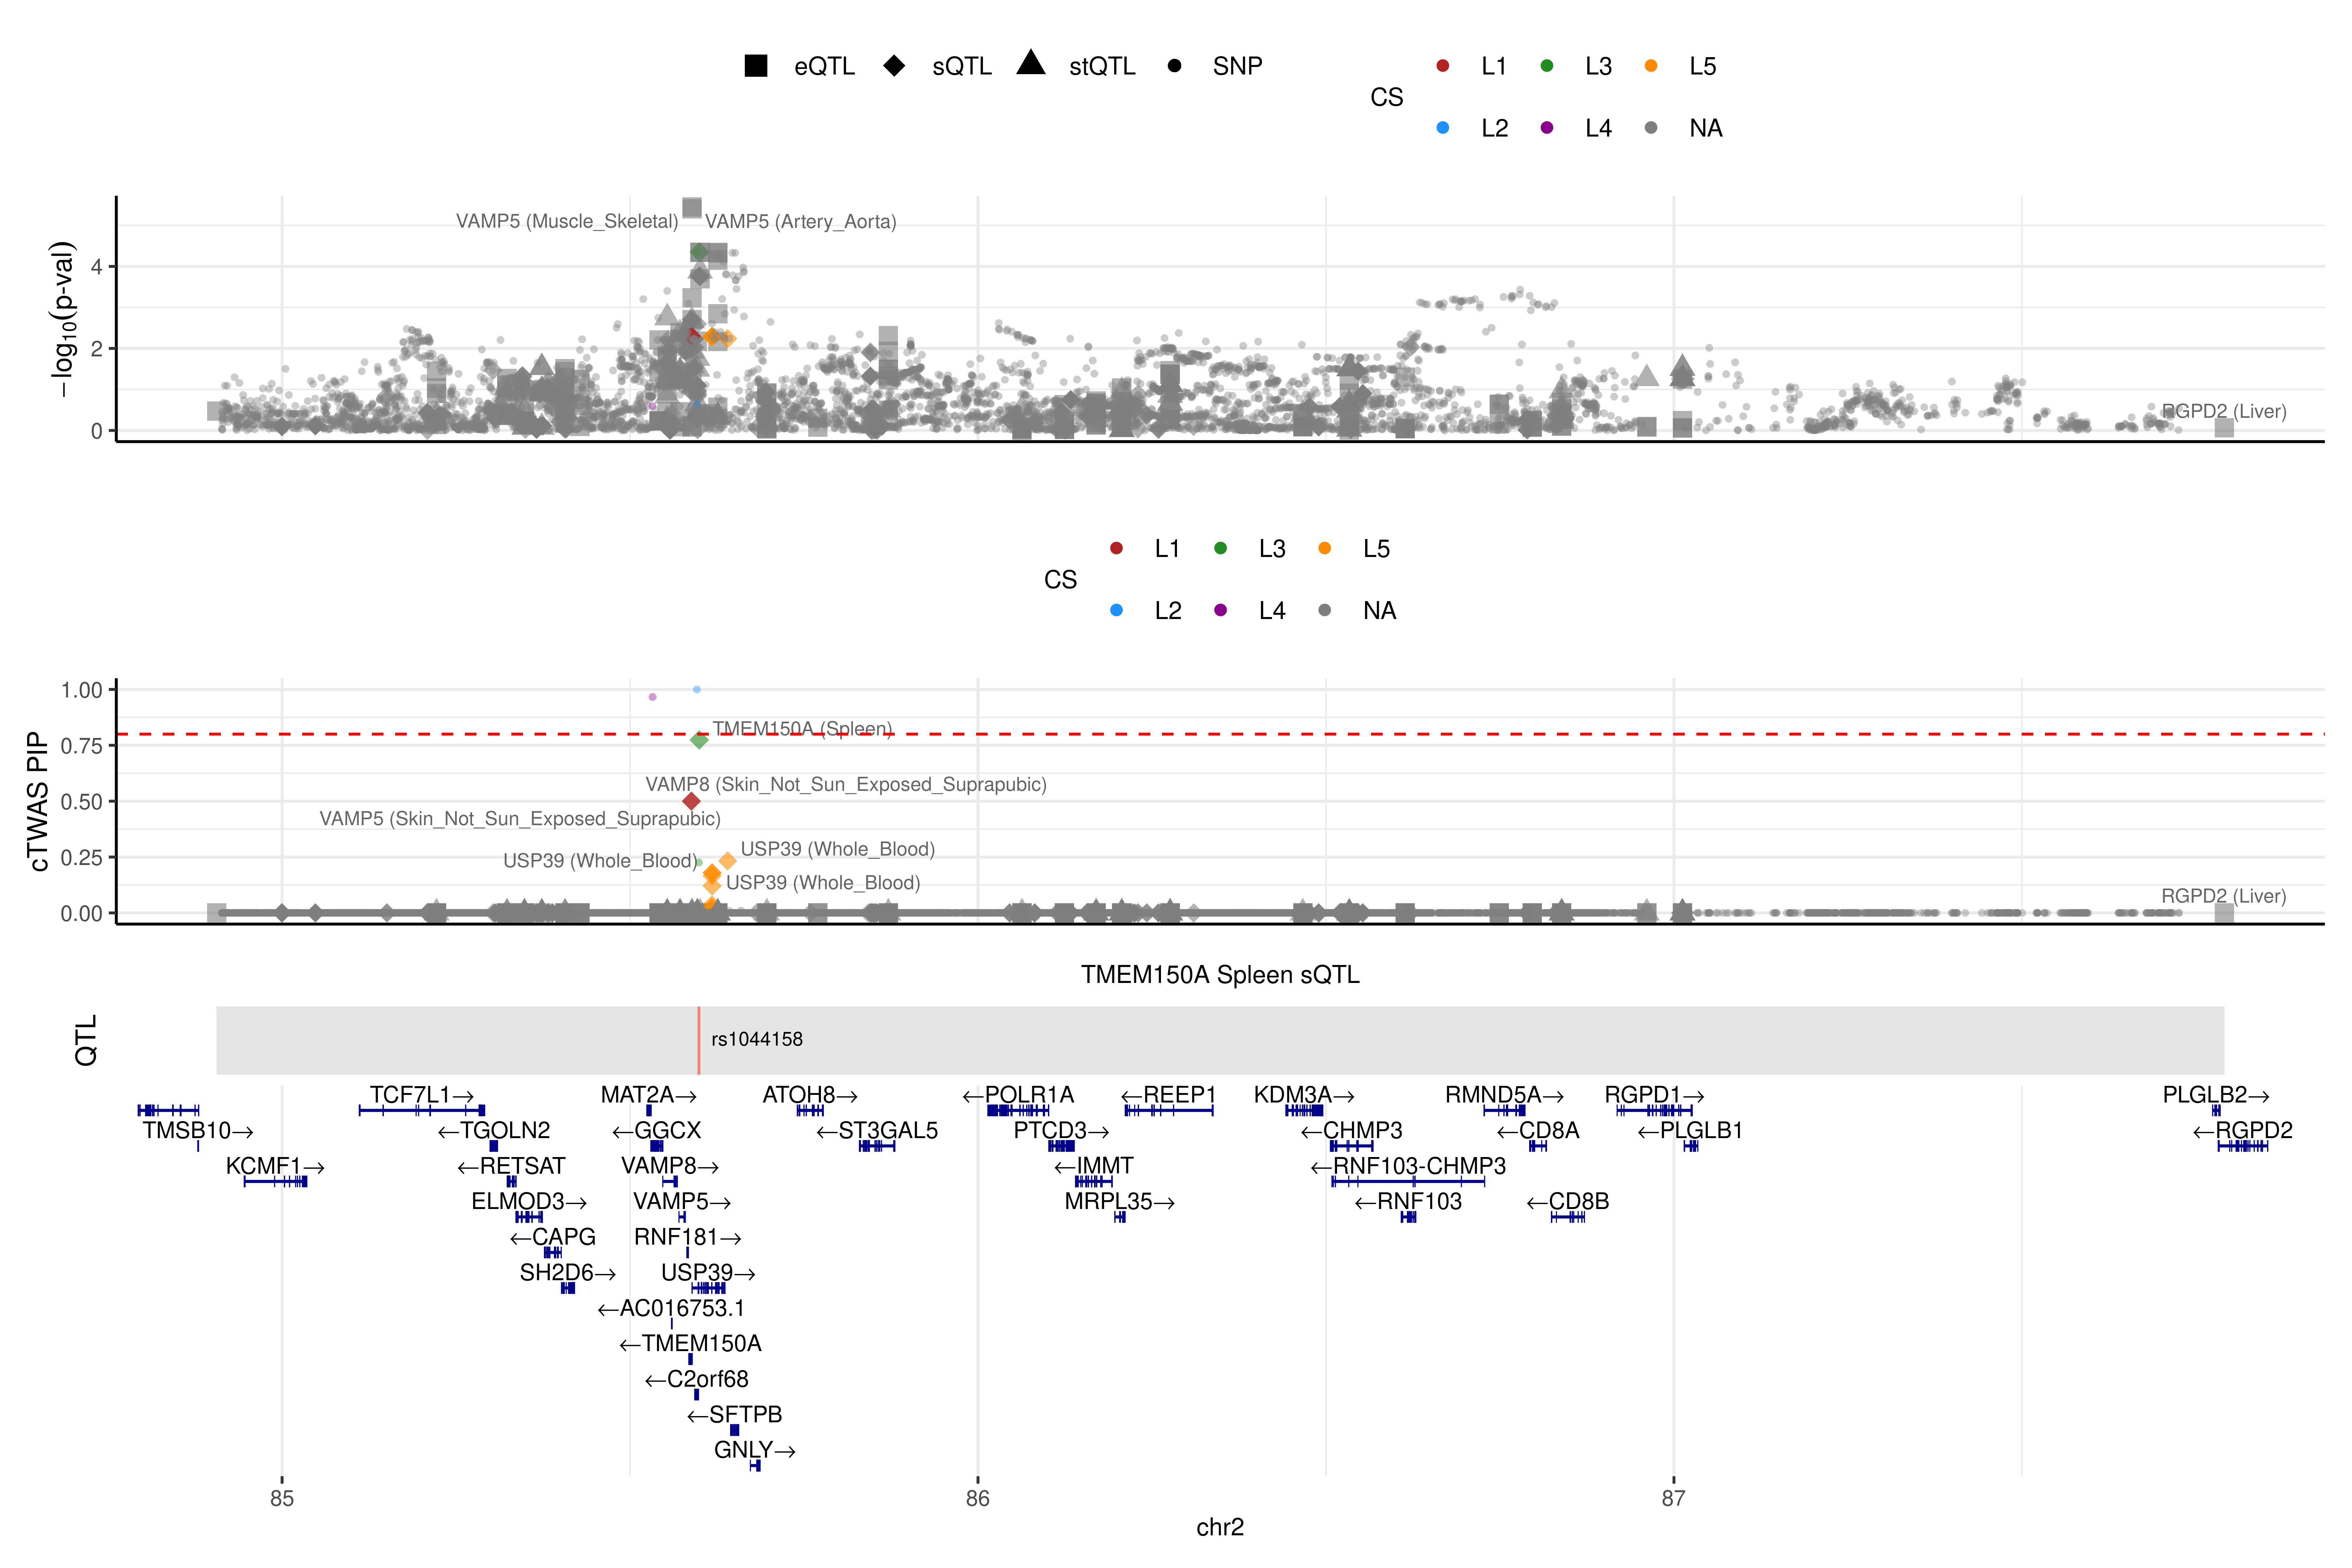 eQTL sQTL stQTL SNP
CS
L1 L3 L5
L2 L4 NA
−log10(p-val)
4
2
0
VAMP5 (Muscle_Skeletal) VAMP5 (Artery_Aorta)
RGPD2 (Liver)
CS
L1 L3 L5
L2 L4 NA
cTWAS PIP
1.00
0.75
0.50
0.25
0.00
TMEM150A (Spleen)
VAMP8 (Skin_Not_Sun_Exposed_Suprapubic)
VAMP5 (Skin_Not_Sun_Exposed_Suprapubic)
USP39 (Whole_Blood)
USP39 (Whole_Blood)
USP39 (Whole_Blood)
RGPD2 (Liver)
TMEM150A Spleen sQTL
QTL
rs1044158
TCF7L1→ MAT2A→ ATOH8→ ←POLR1A ←REEP1 KDM3A→ RMND5A→ RGPD1→ PLGLB2→
TMSB10→ ←TGOLN2 ←GGCX ←ST3GAL5 PTCD3→ ←CHMP3 ←CD8A ←PLGLB1 ←RGPD2
KCMF1→ ←RETSAT VAMP8→ ←IMMT ←RNF103-CHMP3
ELMOD3→ VAMP5→ MRPL35→ ←RNF103 ←CD8B
←CAPG RNF181→
SH2D6→ USP39→
←AC016753.1
←TMEM150A
←C2orf68
←SFTPB
GNLY→
85 86 87
chr2